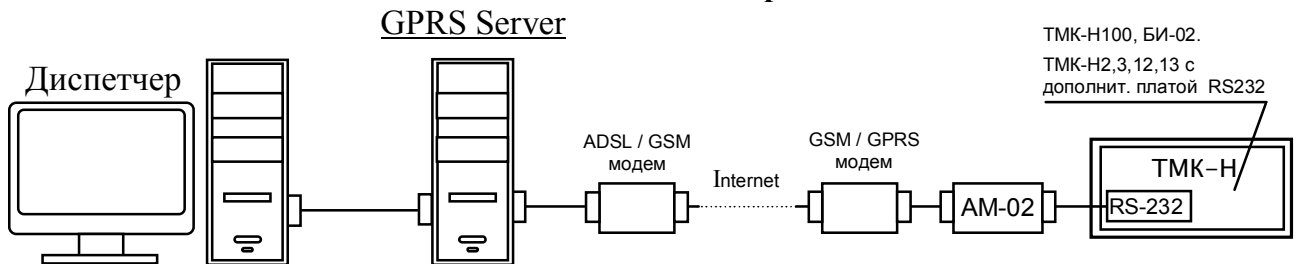 GPRS Server
Диспетчер
ADSL / GSM
модем
Internet
GSM / GPRS
модем
AM-02
ТМК-Н100, БИ-02.
ТМК-Н2,3,12,13 с
дополнит. платой RS232
ТМК-Н
RS-232